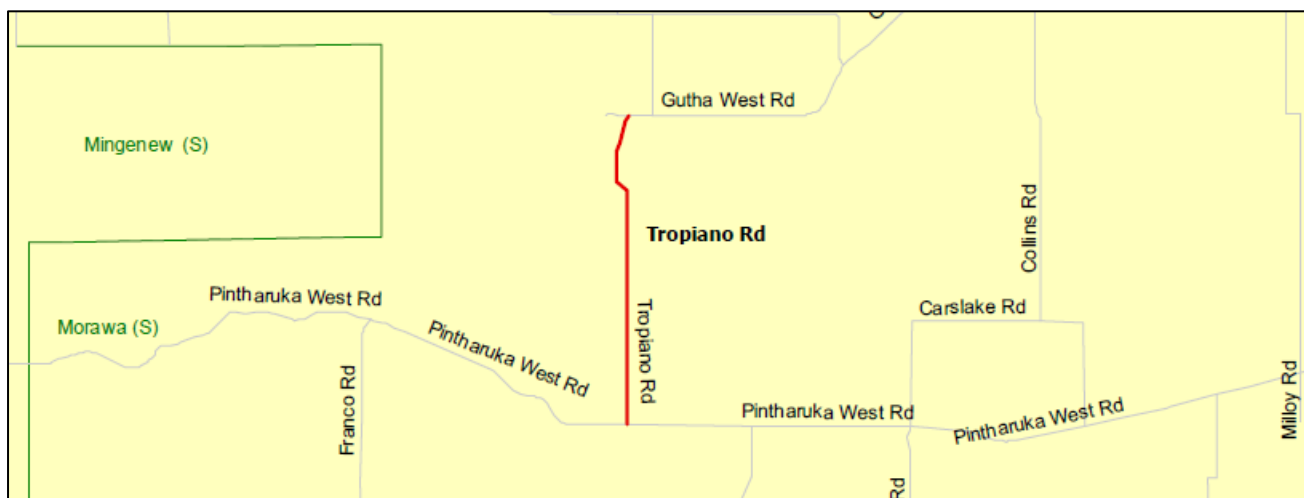 Gutha West Rd
Mingenew (S)
Tropiano Rd
Collins Rd
Pintharuka West Rd
Morawa (S)
Pintharuka West Rd
Tropiano Rd
Carslake Rd
Franco Rd
Pintharuka West Rd
Pintharuka West Rd
Milloy Rd
Rd